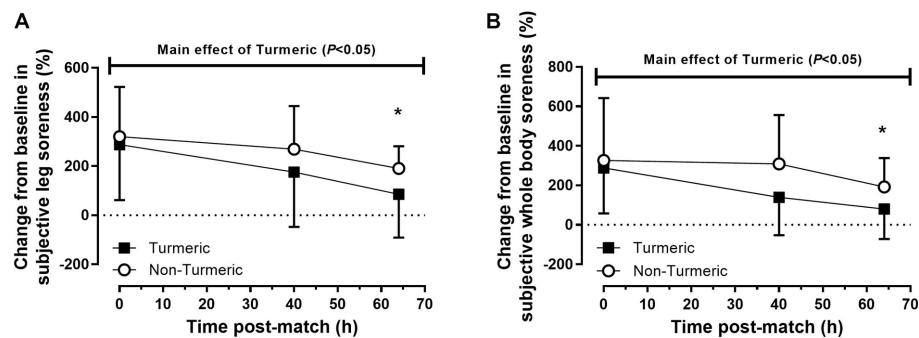 A
Main effect of Turmeric (P<0.05)
Change from baseline in
subjective leg soreness (%)
600
400
200
0
-200
*
Turmeric
Non-Turmeric
0 10 20 30 40 50 60 70
Time post-match (h)
B
Main effect of Turmeric (P<0.05)
Change from baseline in
subjective whole body soreness (%)
800
600
400
200
0
-200
*
Turmeric
Non-Turmeric
0 10 20 30 40 50 60 70
Time post-match (h)